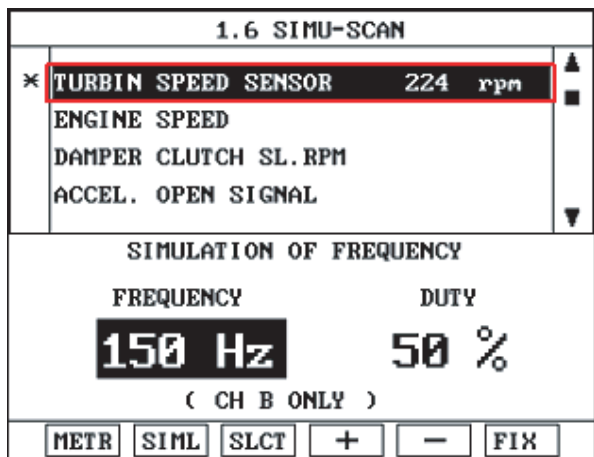 1.6 SIMU-SCAN
* TURBIN SPEED SENSOR 224 rpm
ENGINE SPEED
DAMPER CLUTCH SL.RPM
ACCEL. OPEN SIGNAL
SIMULATION OF FREQUENCY
FREQUENCY DUTY
150 Hz 50 %
( CH B ONLY )
METR SIML SLCT + − FIX